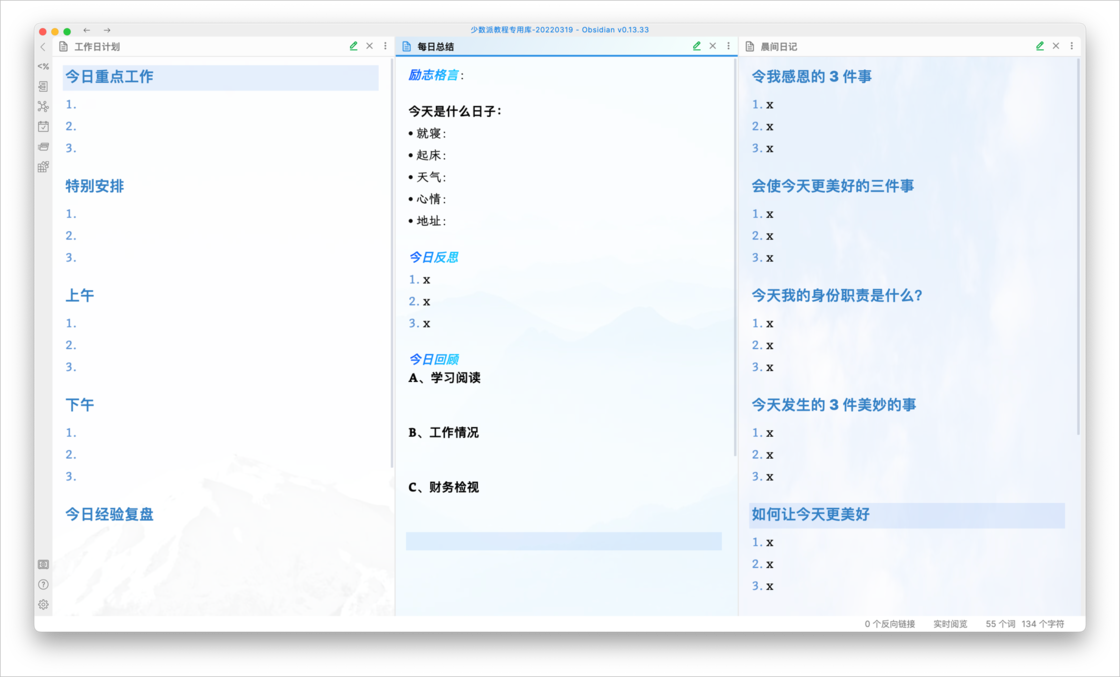 少数派教程专用库-20220319 - Obsidian v0.13.33
工作日计划
今日重点工作
1.
2.
3.
特别安排
1.
2.
3.
上午
1.
2.
3.
下午
1.
2.
3.
今日经验复盘
每日总结
励志格言：
今天是什么日子：
• 就寝：
• 起床：
• 天气：
• 心情：
• 地址：
今日反思
1. x
2. x
3. x
今日回顾
A、学习阅读
B、工作情况
C、财务检视
晨间日记
令我感恩的 3 件事
1. x
2. x
3. x
会使今天更美好的三件事
1. x
2. x
3. x
今天我的身份职责是什么？
1. x
2. x
3. x
今天发生的 3 件美妙的事
1. x
2. x
3. x
如何让今天更美好
1. x
2. x
3. x
0 个反向链接 实时阅览 55 个词 134 个字符